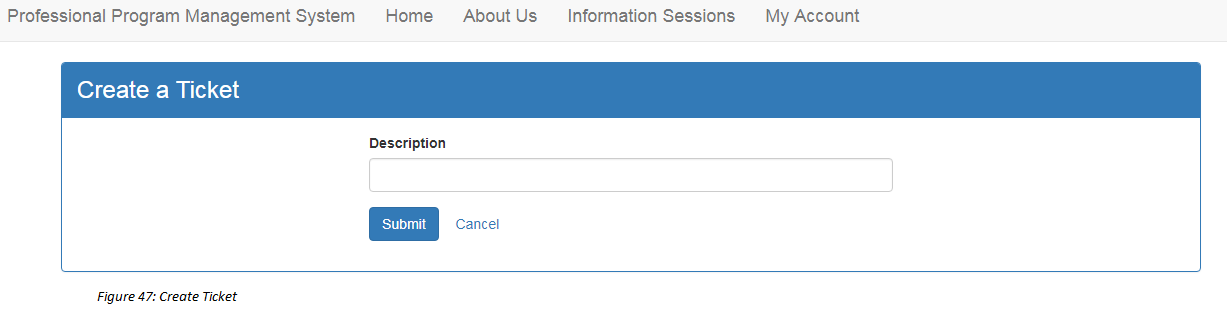 Professional Program Management System Home About Us Information Sessions My Account
Create a Ticket
Description
Submit Cancel
Figure 47: Create Ticket